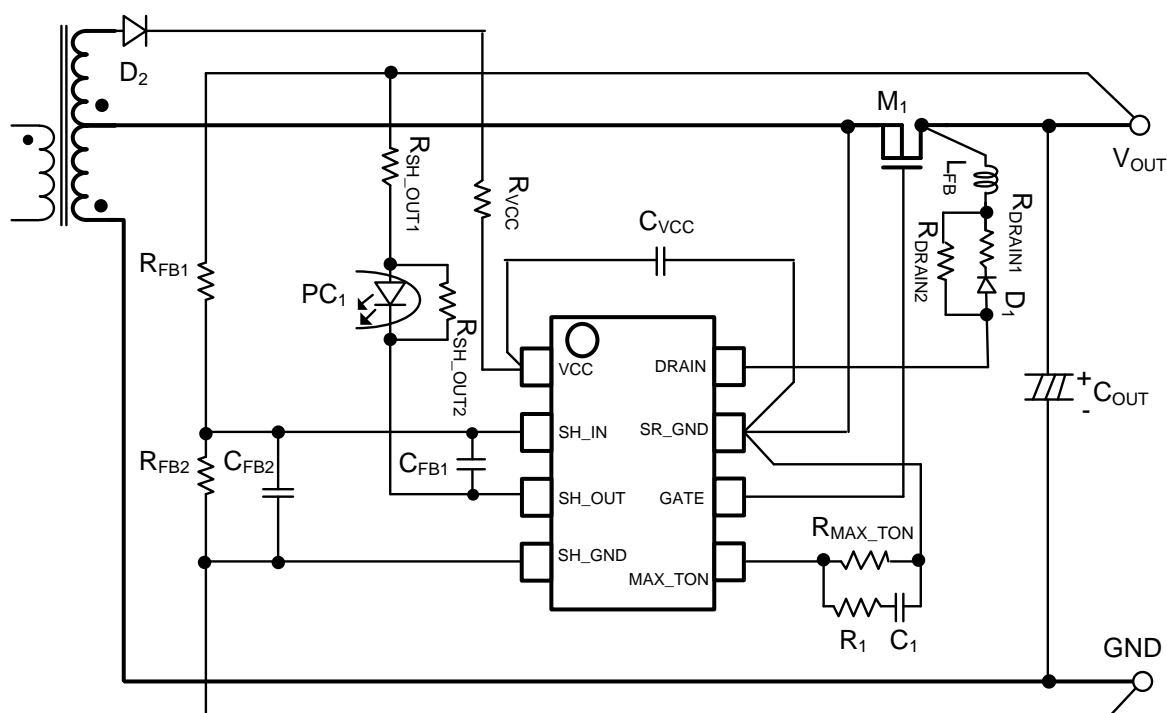 D2
M1
VOUT
RSH_OUT1
RVCC
LFB
RDRAIN1
RDRAIN2
CVCC
RFB1
PC1
D1
RSH_OUT2
VCC
DRAIN
+
COUT
-
SH_IN
SR_GND
RFB2
CFB2
CFB1
SH_OUT
GATE
RMAX_TON
SH_GND
MAX_TON
R1
C1
GND